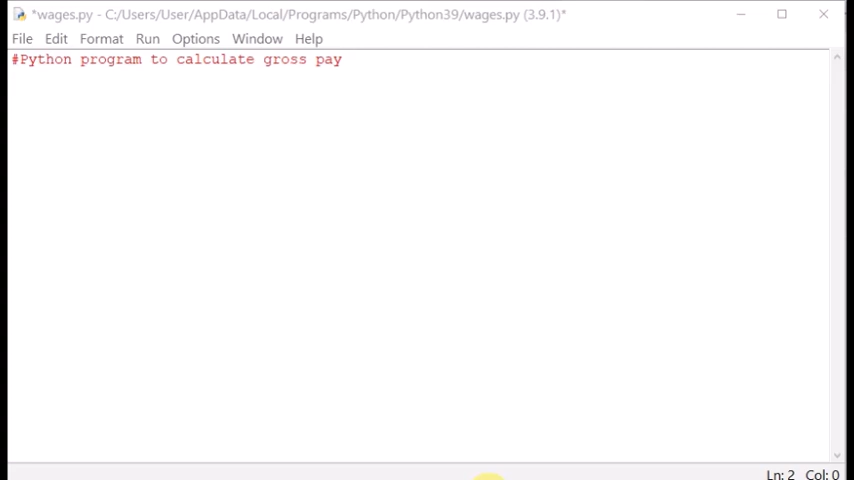 *wages.py - C:/Users/User/AppData/Local/Programs/Python/Python39/wages.py (3.9.1)*
File Edit Format Run Options Window Help
#Python program to calculate gross pay
Ln: 2 Col: 0